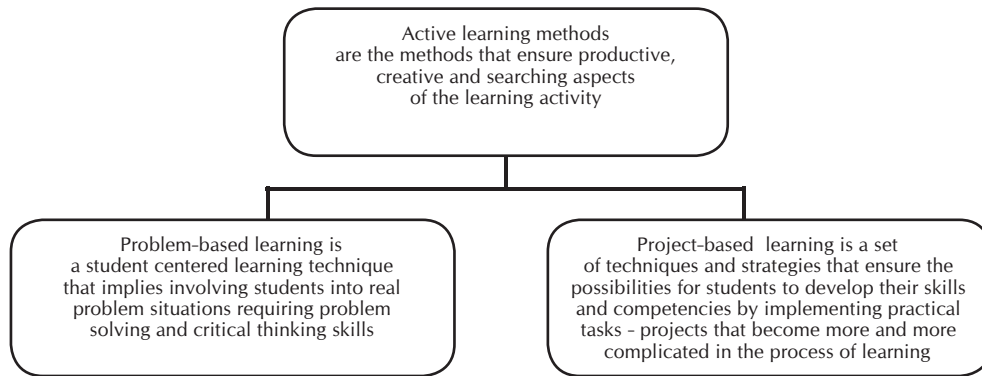 Active learning methods
are the methods that ensure productive,
creative and searching aspects
of the learning activity
Problem-based learning is
a student centered learning technique
that implies involving students into real
problem situations requiring problem
solving and critical thinking skills
Project-based learning is a set
of techniques and strategies that ensure the
possibilities for students to develop their skills
and competencies by implementing practical
tasks - projects that become more and more
complicated in the process of learning